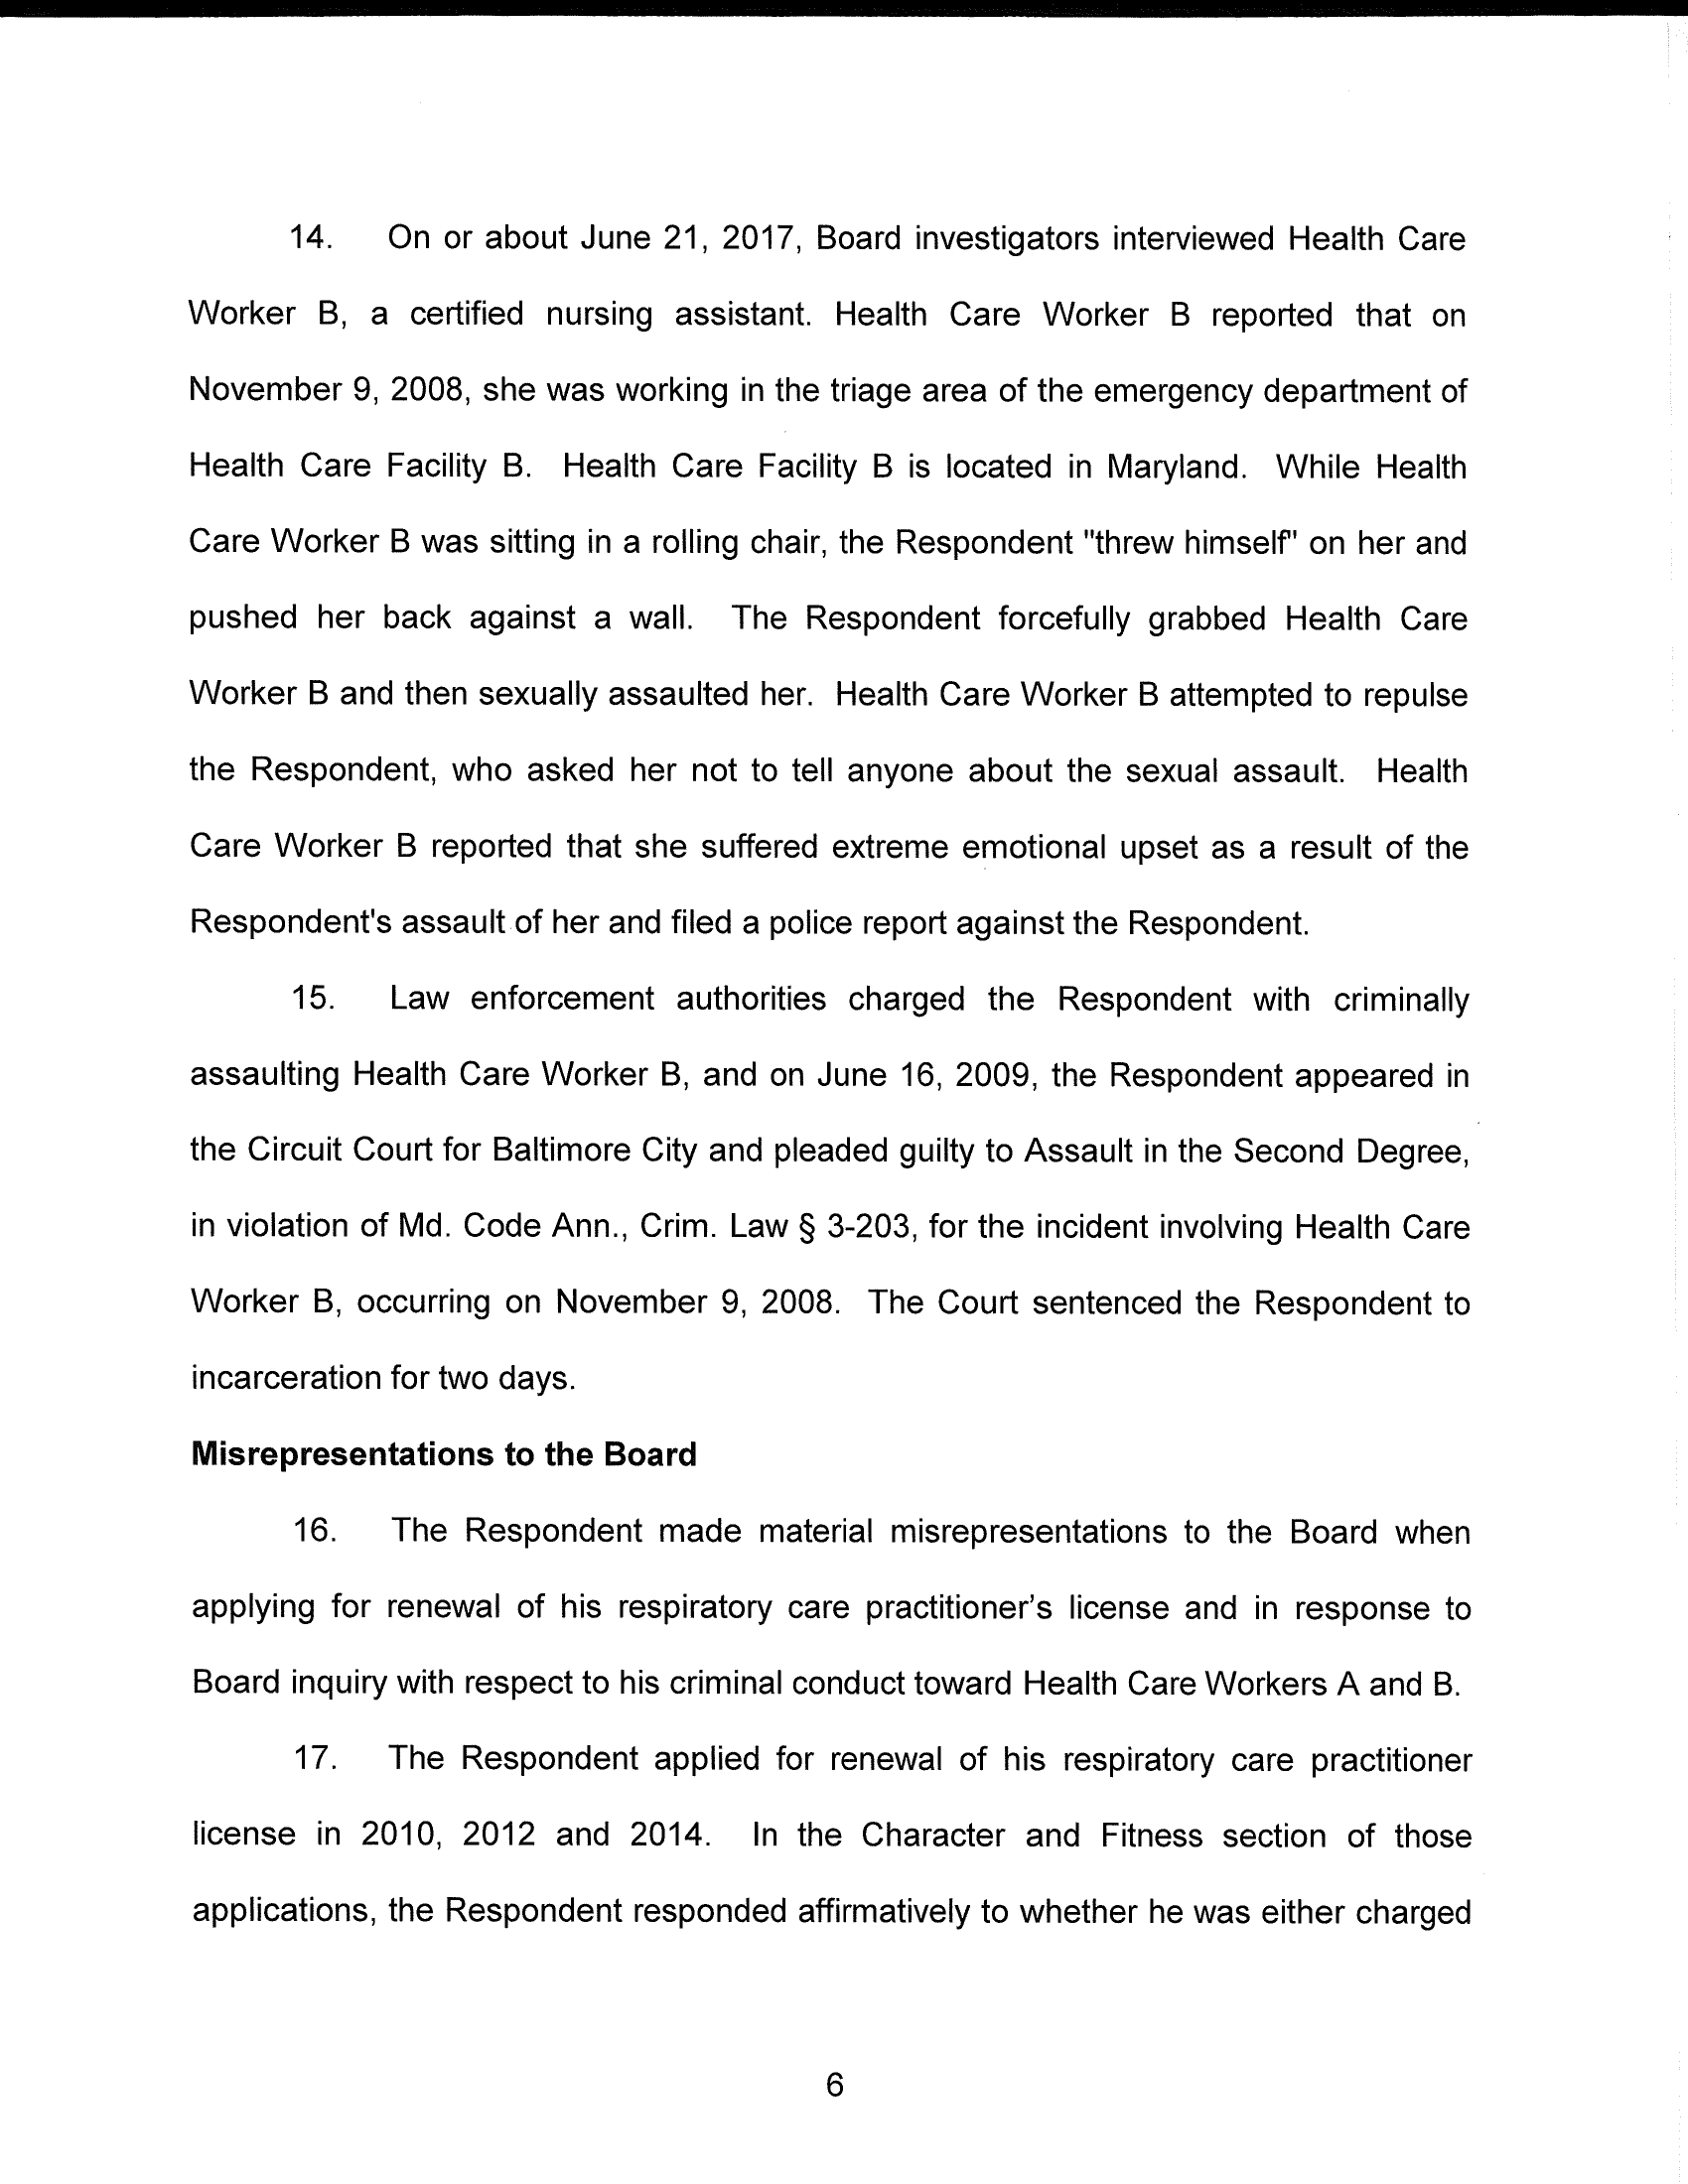 14. On or about June 21, 2017, Board investigators interviewed Health Care
Worker B, a certified nursing assistant. Health Care Worker B reported that on
November 9, 2008, she was working in the triage area of the emergency department of
Health Care Facility B. Health Care Facility B is located in Maryland. While Health
Care Worker B was sitting in a rolling chair, the Respondent "threw himself" on her and
pushed her back against a wall. The Respondent forcefully grabbed Health Care
Worker B and then sexually assaulted her. Health Care Worker B attempted to repulse
the Respondent, who asked her not to tell anyone about the sexual assault. Health
Care Worker B reported that she suffered extreme emotional upset as a result of the
Respondent's assault of her and filed a police report against the Respondent.
15. Law enforcement authorities charged the Respondent with criminally
assaulting Health Care Worker B, and on June 16, 2009, the Respondent appeared in
the Circuit Court for Baltimore City and pleaded guilty to Assault in the Second Degree,
in violation of Md. Code Ann., Crim. Law § 3-203, for the incident involving Health Care
Worker B, occurring on November 9, 2008. The Court sentenced the Respondent to
incarceration for two days.
Misrepresentations to the Board
16. The Respondent made material misrepresentations to the Board when
applying for renewal of his respiratory care practitioner's license and in response to
Board inquiry with respect to his criminal conduct toward Health Care Workers A and B.
17. The Respondent applied for renewal of his respiratory care practitioner
license in 2010, 2012 and 2014. In the Character and Fitness section of those
applications, the Respondent responded affirmatively to whether he was either charged
6